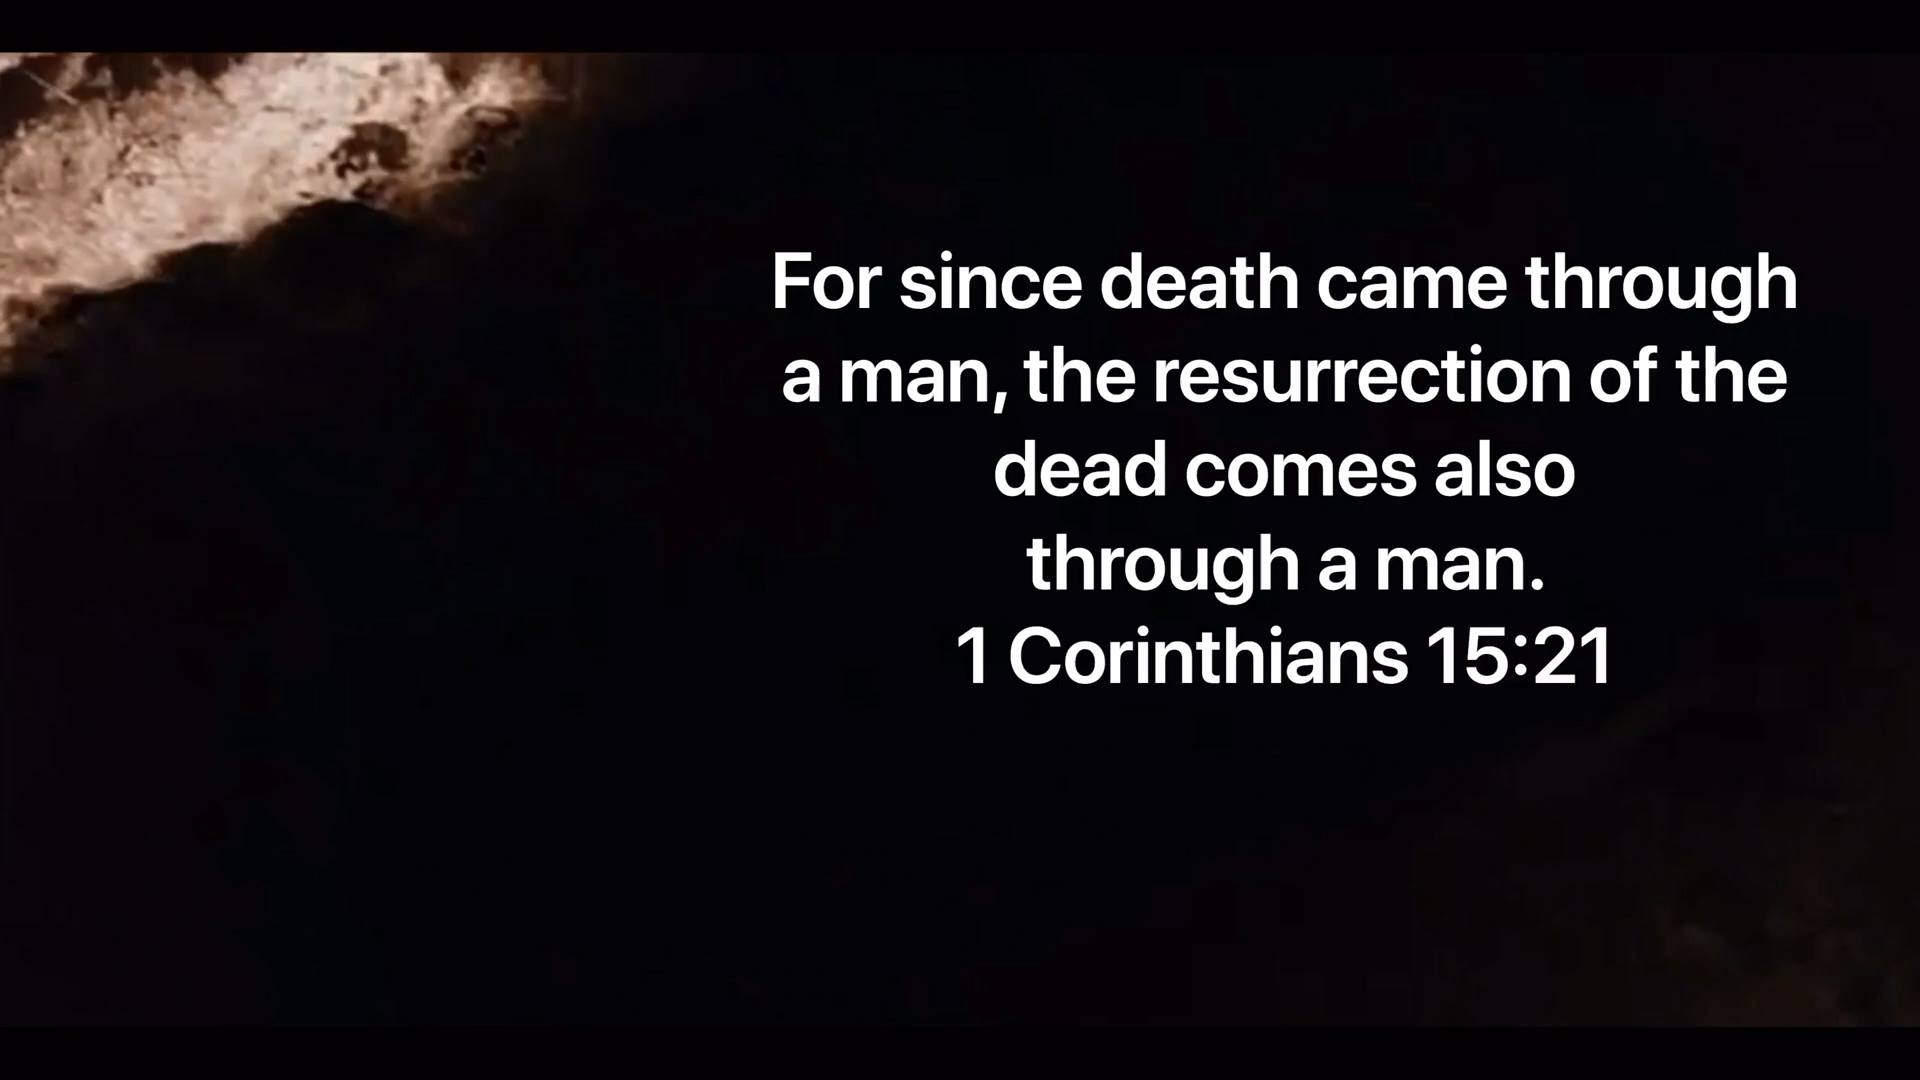 For since death came through
a man, the resurrection of the
dead comes also
through a man.
1 Corinthians 15:21